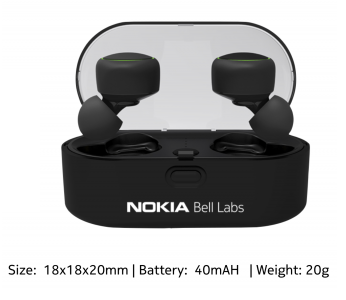 NOKIA Bell Labs
Size: 18x18x20mm | Battery: 40mAH | Weight: 20g